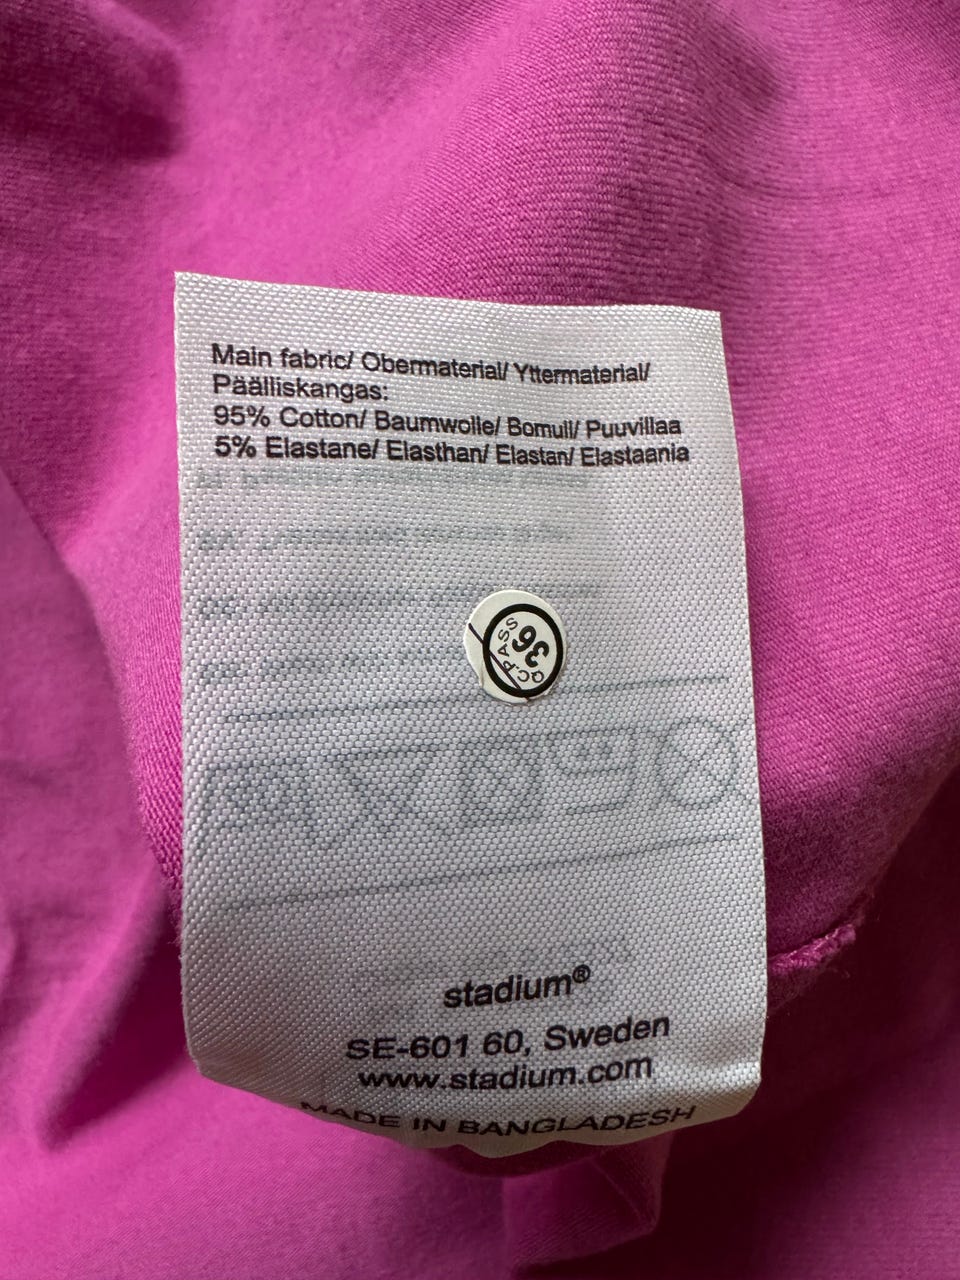 Main fabric/ Obermaterial/ Yttermaterial/
Päälliskangas:
95% Cotton/ Baumwolle/ Bomull/ Puuvillaa
5% Elastane/ Elasthan/ Elastan/ Elastaania
Q.C.PASS
36
stadium®
SE-601 60, Sweden
www.stadium.com
MADE IN BANGLADESH